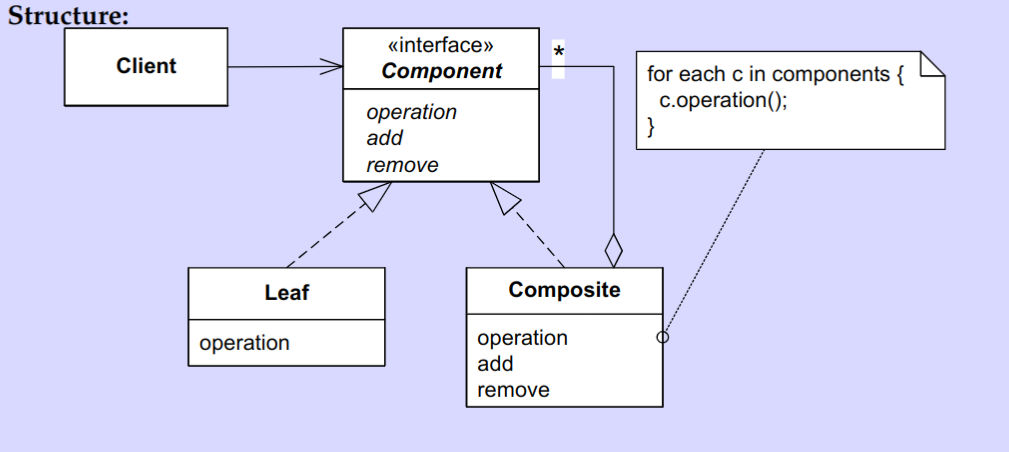 Structure:
Client
«interface»
Component
operation
add
remove
*
for each c in components {
c.operation();
}
Leaf
operation
Composite
operation
add
remove